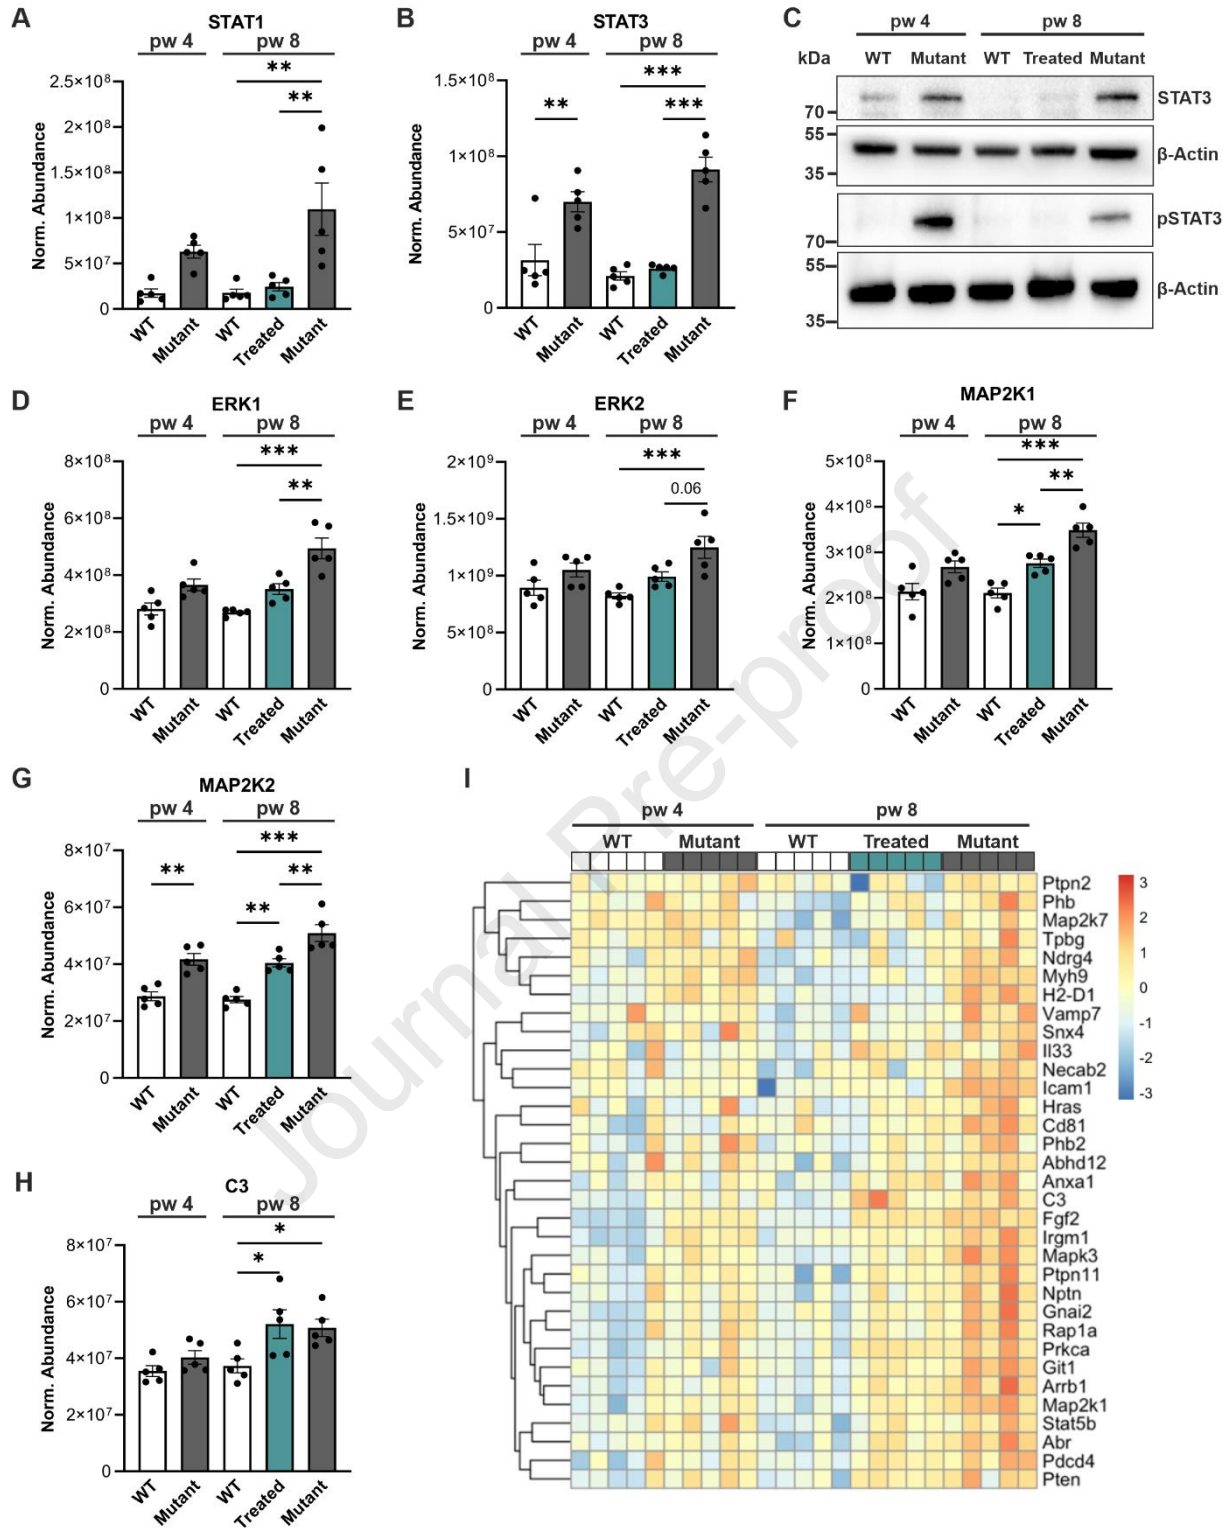 A
STAT1
pw 4
pw 8
**
**
Norm. Abundance
2.5×10⁸
2×10⁸
1.5×10⁸
1×10⁸
5×10⁷
0
WT
Mutant
WT
Treated
Mutant
B
STAT3
pw 4
pw 8
***
**
***
Norm. Abundance
1.5×10⁸
1×10⁸
5×10⁷
0
WT
Mutant
WT
Treated
Mutant
C
pw 4
pw 8
kDa WT Mutant WT Treated Mutant
70
STAT3
55
35
β-Actin
70
pSTAT3
55
35
β-Actin
D
ERK1
pw 4
pw 8
***
**
Norm. Abundance
8×10⁸
6×10⁸
4×10⁸
2×10⁸
0
WT
Mutant
WT
Treated
Mutant
E
ERK2
pw 4
pw 8
***
0.06
Norm. Abundance
2×10⁹
1.5×10⁹
1×10⁹
5×10⁸
0
WT
Mutant
WT
Treated
Mutant
F
MAP2K1
pw 4
pw 8
***
**
*
Norm. Abundance
5×10⁸
4×10⁸
3×10⁸
2×10⁸
1×10⁸
0
WT
Mutant
WT
Treated
Mutant
G
MAP2K2
pw 4
pw 8
***
**
**
**
Norm. Abundance
8×10⁷
6×10⁷
4×10⁷
2×10⁷
0
WT
Mutant
WT
Treated
Mutant
H
C3
pw 4
pw 8
*
*
Norm. Abundance
8×10⁷
6×10⁷
4×10⁷
2×10⁷
0
WT
Mutant
WT
Treated
Mutant
I
pw 4
pw 8
WT Mutant WT Treated Mutant
Ptpn2
Phb
Map2k7
Tpbg
Ndrg4
Myh9
H2-D1
Vamp7
Snx4
Il33
Necab2
Icam1
Hras
Cd81
Phb2
Abhd12
Anxa1
C3
Fgf2
Irgm1
Mapk3
Ptpn11
Nptn
Gnai2
Rap1a
Prkca
Git1
Arrb1
Map2k1
Stat5b
Abr
Pdcd4
Pten
3
2
1
0
-1
-2
-3
Journal Pre-proof